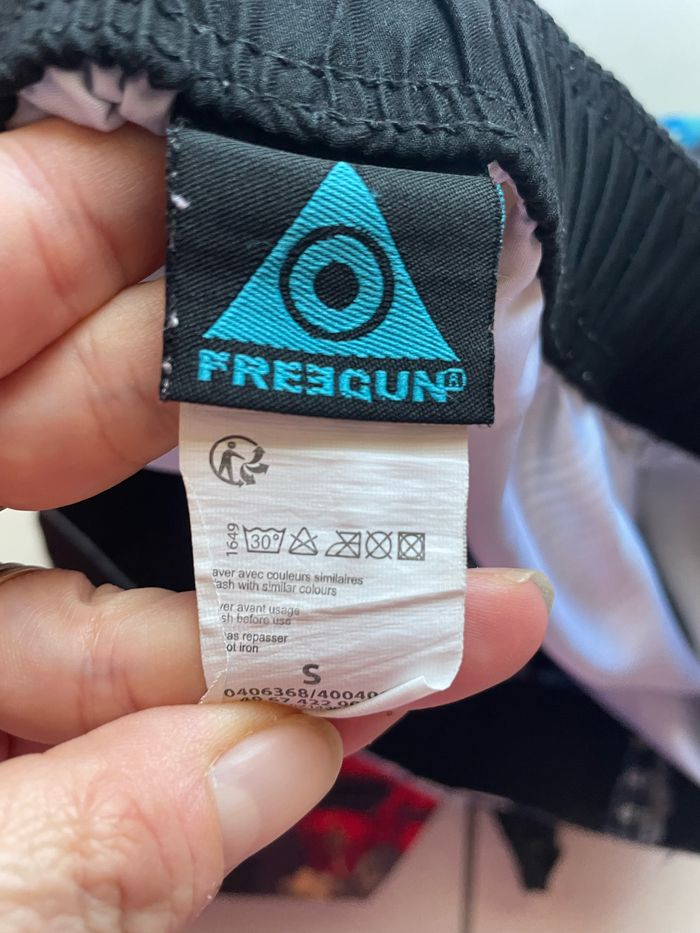 FREEGUN®
1649
30°
aver avec couleurs similaires
ash with similar colours
ver avant usage
sh before use
as repasser
ot iron
S
0406368/40040